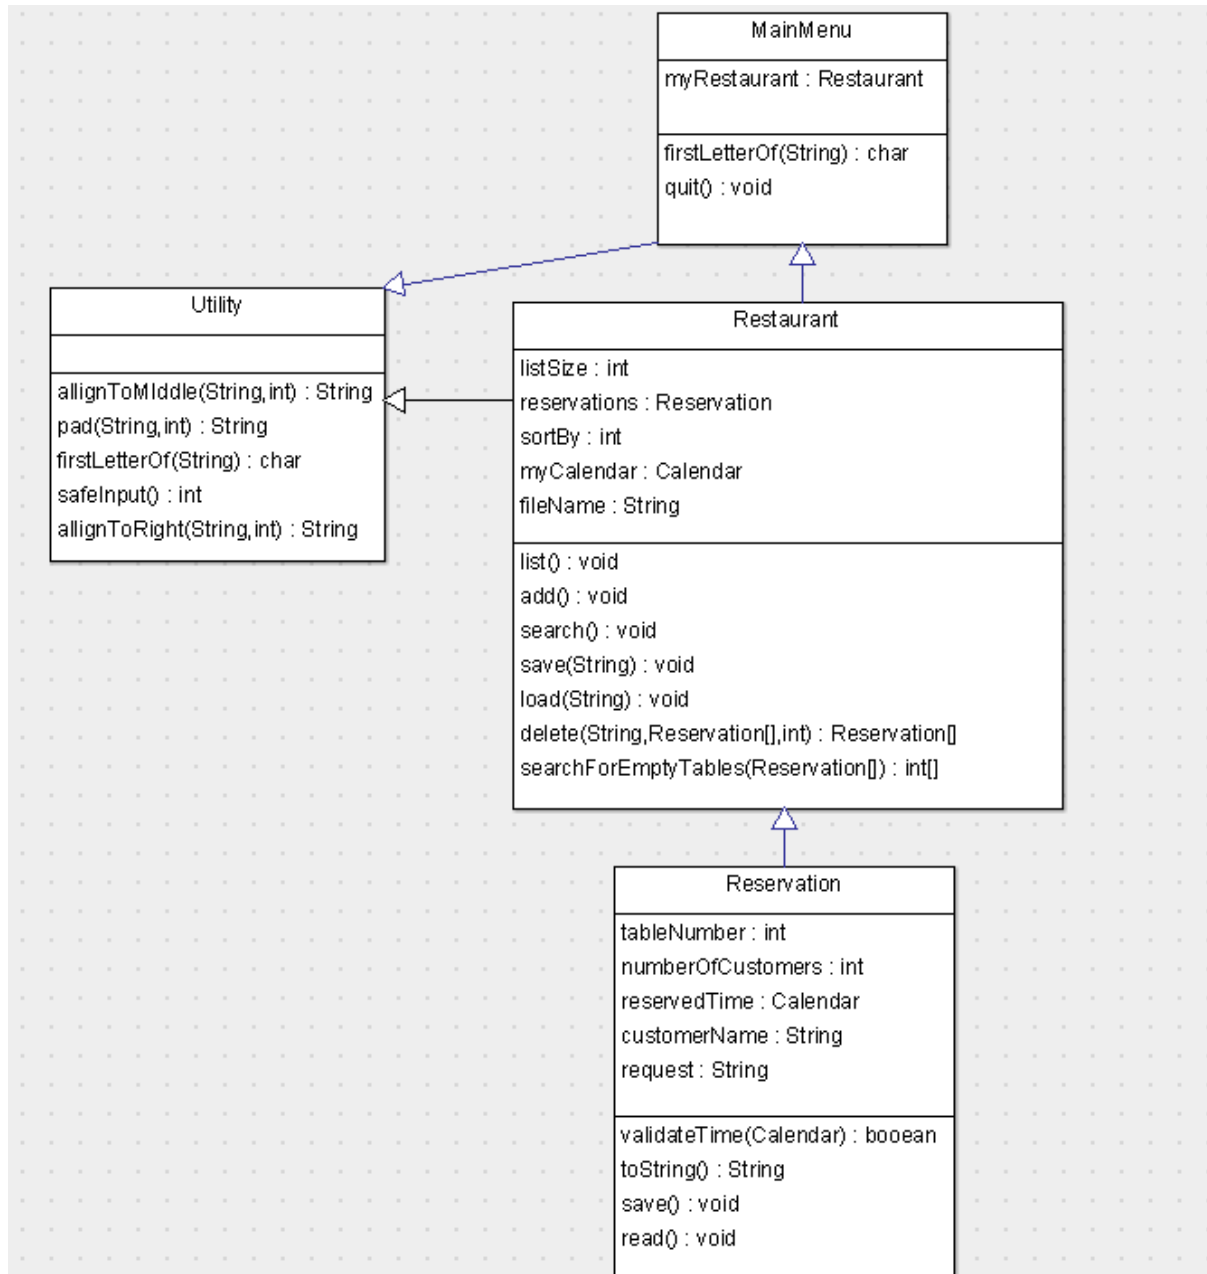 MainMenu
myRestaurant : Restaurant
firstLetterOf(String) : char
quit() : void
Utility
allignToMIddle(String,int) : String
pad(String,int) : String
firstLetterOf(String) : char
safeInput() : int
allignToRight(String,int) : String
Restaurant
listSize : int
reservations : Reservation
sortBy : int
myCalendar : Calendar
fileName : String
list() : void
add() : void
search() : void
save(String) : void
load(String) : void
delete(String,Reservation[],int) : Reservation[]
searchForEmptyTables(Reservation[]) : int[]
Reservation
tableNumber : int
numberOfCustomers : int
reservedTime : Calendar
customerName : String
request : String
validateTime(Calendar) : booean
toString() : String
save() : void
read() : void